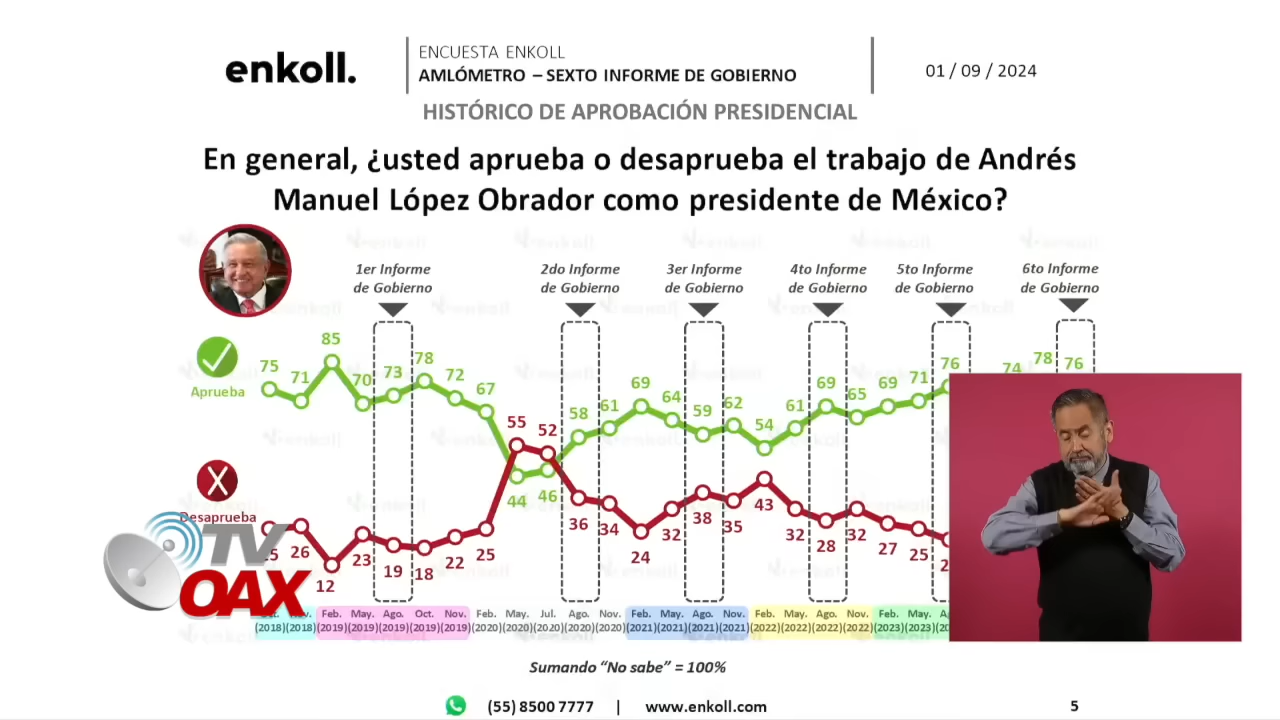 enkoll.
ENCUESTA ENKOLL
AMLÓMETRO – SEXTO INFORME DE GOBIERNO
01 / 09 / 2024
HISTÓRICO DE APROBACIÓN PRESIDENCIAL
En general, ¿usted aprueba o desaprueba el trabajo de Andrés
Manuel López Obrador como presidente de México?
1er Informe 2do Informe 3er Informe 4to Informe 5to Informe 6to Informe
de Gobierno de Gobierno de Gobierno de Gobierno de Gobierno de Gobierno
Aprueba
75 71 85 70 73 78 72 67 44 46 58 61 69 64 59 62 54 61 69 65 69 71 76 74 78 76
Desaprueba
26 12 23 19 18 22 25 55 52 36 34 24 32 38 35 43 32 28 32 27 25
TV
OAX
Feb. May. Ago. Oct. Nov. Feb. May. Jul. Ago. Nov. Feb. May. Ago. Nov. Feb. May. Ago. Nov. Feb. May.
(2018) (2018) (2019) (2019) (2019) (2019) (2019) (2020) (2020) (2020) (2020) (2020) (2021) (2021) (2021) (2021) (2022) (2022) (2022) (2022) (2023) (2023)
Sumando “No sabe” = 100%
(55) 8500 7777 | www.enkoll.com
5